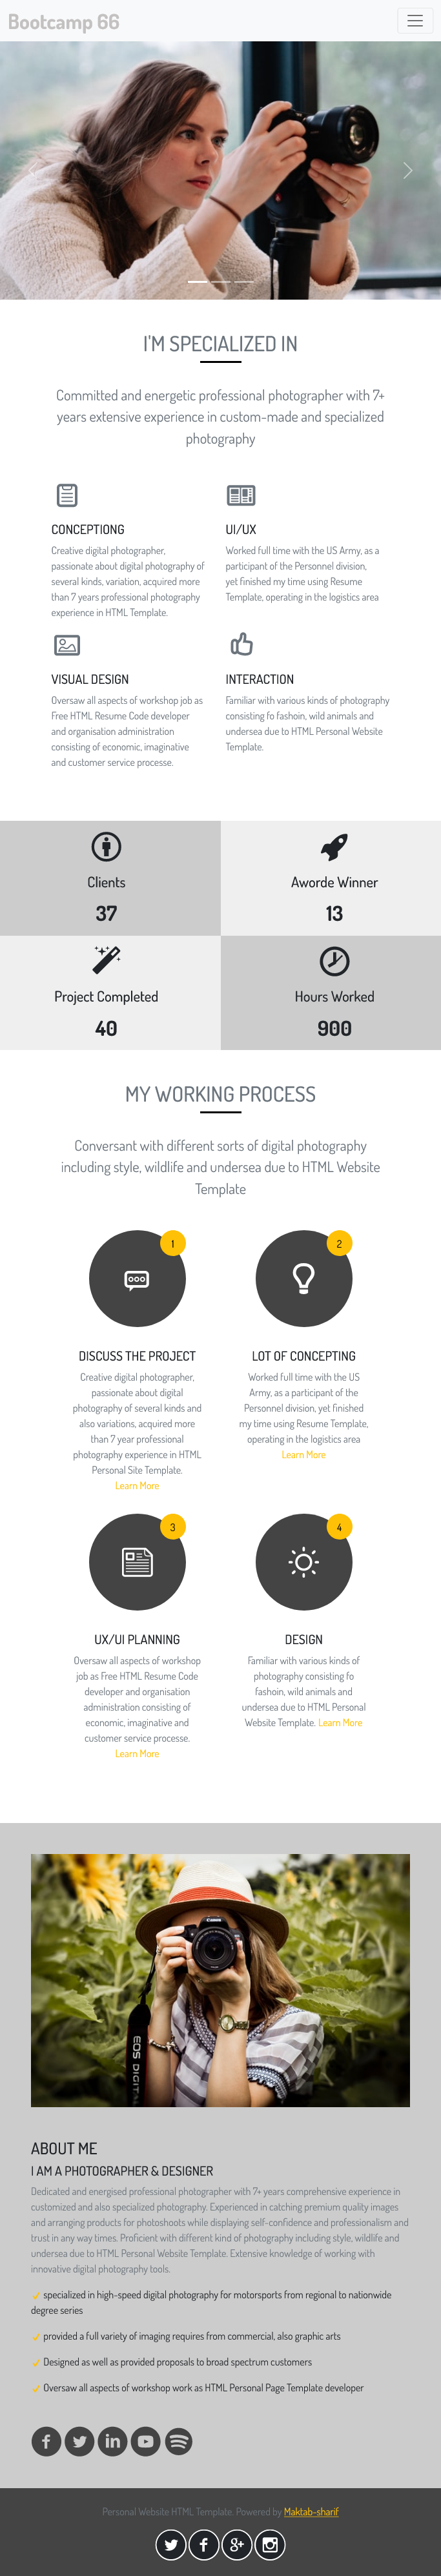 Bootcamp 66
I'M SPECIALIZED IN
Committed and energetic professional photographer with 7+
years extensive experience in custom-made and specialized
photography
CONCEPTIONG
Creative digital photographer,
passionate about digital photography of
several kinds, variation, acquired more
than 7 years professional photography
experience in HTML Template.
UI/UX
Worked full time with the US Army, as a
participant of the Personnel division,
yet finished my time using Resume
Template, operating in the logistics area
VISUAL DESIGN
Oversaw all aspects of workshop job as
Free HTML Resume Code developer
and organisation administration
consisting of economic, imaginative
and customer service processe.
INTERACTION
Familiar with various kinds of photography
consisting fo fashoin, wild animals and
undersea due to HTML Personal Website
Template.
Clients
37
Aworde Winner
13
Project Completed
40
Hours Worked
900
MY WORKING PROCESS
Conversant with different sorts of digital photography
including style, wildlife and undersea due to HTML Website
Template
1
DISCUSS THE PROJECT
Creative digital photographer,
passionate about digital
photography of several kinds and
also variations, acquired more
than 7 year professional
photography experience in HTML
Personal Site Template.
Learn More
2
LOT OF CONCEPTING
Worked full time with the US
Army, as a participant of the
Personnel division, yet finished
my time using Resume Template,
operating in the logistics area
Learn More
3
UX/UI PLANNING
Oversaw all aspects of workshop
job as Free HTML Resume Code
developer and organisation
administration consisting of
economic, imaginative and
customer service processe.
Learn More
4
DESIGN
Familiar with various kinds of
photography consisting fo
fashoin, wild animals and
undersea due to HTML Personal
Website Template. Learn More
Canon
EOS DIGITAL
ABOUT ME
I AM A PHOTOGRAPHER & DESIGNER
Dedicated and energised professional photographer with 7+ years comprehensive experience in
customized and also specialized photography. Experienced in catching premium quality images
and arranging products for photoshoots while displaying self-confidence and professionalism and
trust in any way times. Proficient with different kind of photography including style, wildlife and
undersea due to HTML Personal Website Template. Extensive knowledge of working with
innovative digital photography tools.
✓ specialized in high-speed digital photography for motorsports from regional to nationwide
degree series
✓ provided a full variety of imaging requires from commercial, also graphic arts
✓ Designed as well as provided proposals to broad spectrum customers
✓ Oversaw all aspects of workshop work as HTML Personal Page Template developer
Personal Website HTML Template. Powered by Maktab-sharif